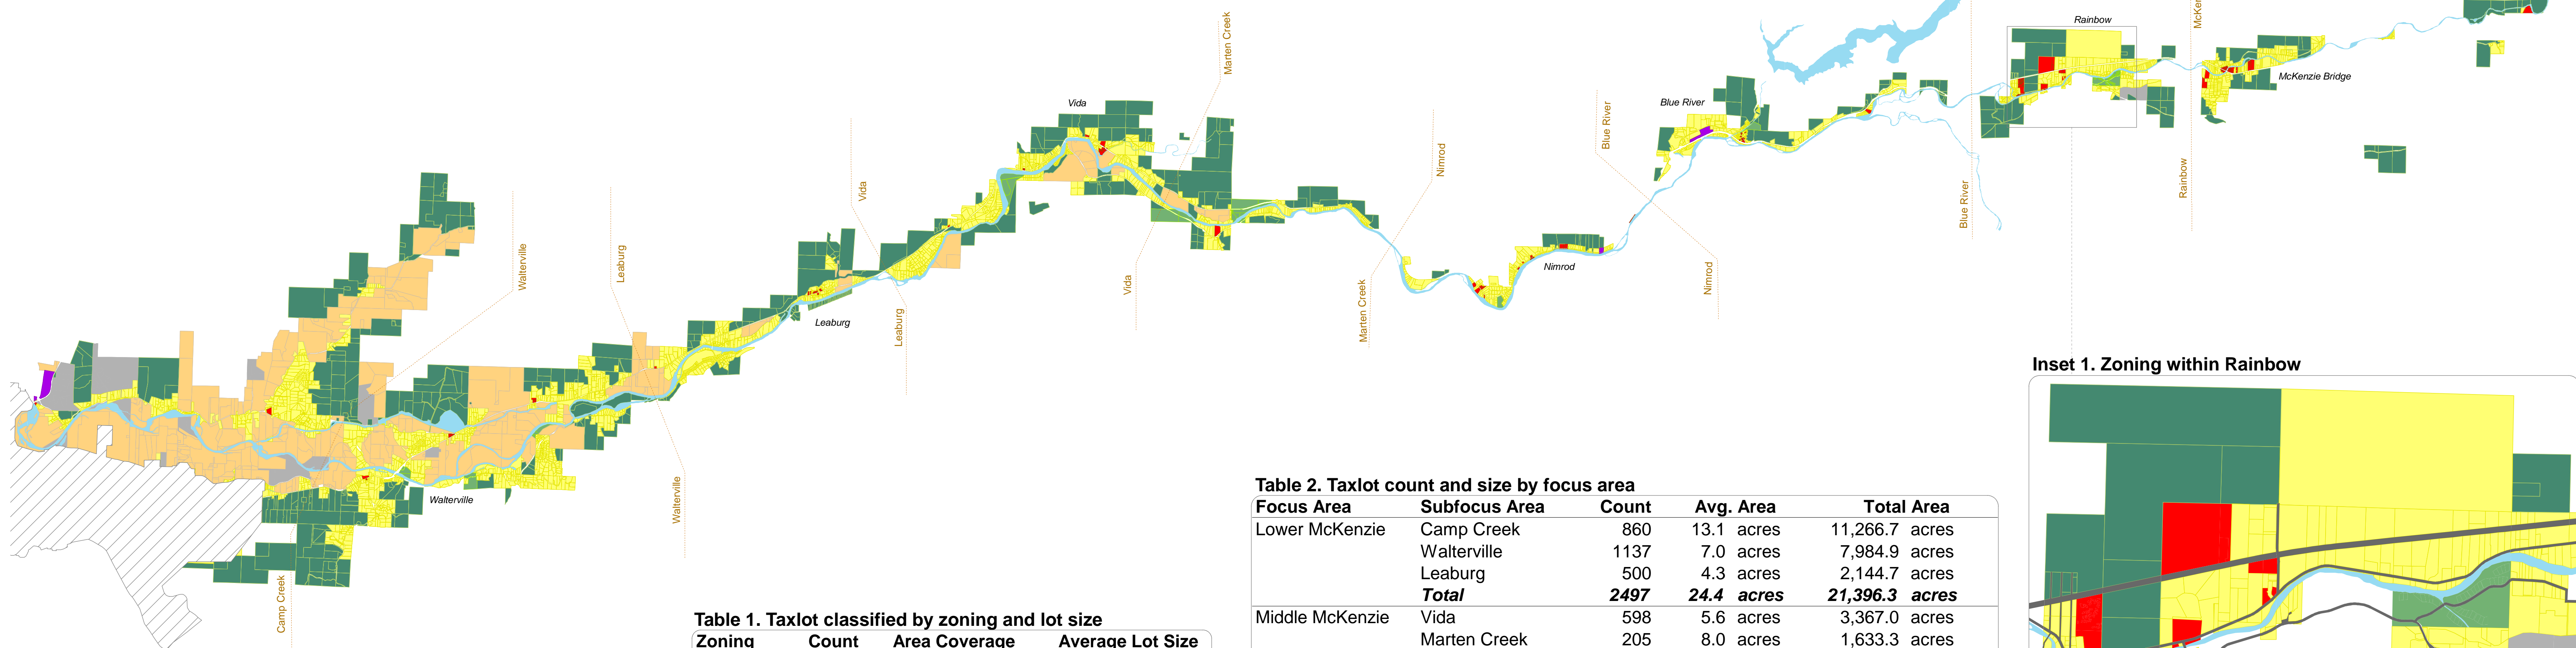 McKen
Rainbow
Marten Creek
McKenzie Bridge
Vida
Blue River
Blue River
Nimrod
Vida
Rainbow
Blue River
Walterville
Leaburg
Nimrod
Vida
Nimrod
Marten Creek
Leaburg
Leaburg
Inset 1. Zoning within Rainbow
Walterville
Walterville
Camp Creek
Table 2. Taxlot count and size by focus area
Focus Area Subfocus Area Count Avg. Area Total Area
Lower McKenzie Camp Creek 860 13.1 acres 11,266.7 acres
Walterville 1137 7.0 acres 7,984.9 acres
Leaburg 500 4.3 acres 2,144.7 acres
Total 2497 24.4 acres 21,396.3 acres
Middle McKenzie Vida 598 5.6 acres 3,367.0 acres
Marten Creek 205 8.0 acres 1,633.3 acres
Table 1. Taxlot classified by zoning and lot size
Zoning Count Area Coverage Average Lot Size